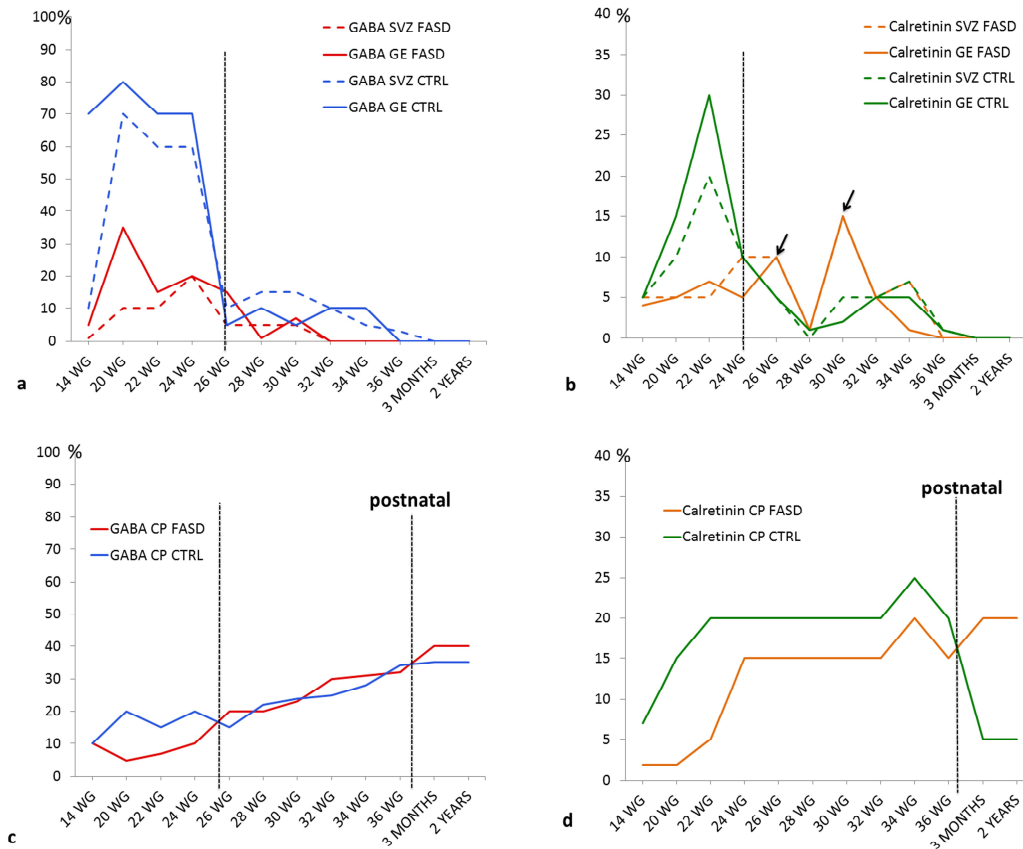 100%
90
80
70
60
50
40
30
20
10
0
GABA SVZ FASD
GABA GE FASD
GABA SVZ CTRL
GABA GE CTRL
14 WG
20 WG
22 WG
24 WG
26 WG
28 WG
30 WG
32 WG
34 WG
36 WG
3 MONTHS
2 YEARS
a
40 %
35
30
25
20
15
10
5
0
Calretinin SVZ FASD
Calretinin GE FASD
Calretinin SVZ CTRL
Calretinin GE CTRL
14 WG
20 WG
22 WG
24 WG
26 WG
28 WG
30 WG
32 WG
34 WG
36 WG
3 MONTHS
2 YEARS
b
100 %
90
80
70
60
50
40
30
20
10
0
postnatal
GABA CP FASD
GABA CP CTRL
14 WG
20 WG
22 WG
24 WG
26 WG
28 WG
30 WG
32 WG
34 WG
36 WG
3 MONTHS
2 YEARS
c
40 %
35
30
25
20
15
10
5
0
postnatal
Calretinin CP FASD
Calretinin CP CTRL
14 WG
20 WG
22 WG
24 WG
26 WG
28 WG
30 WG
32 WG
34 WG
36 WG
3 MONTHS
2 YEARS
d